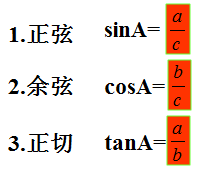 1.正弦 sinA= a/c
2.余弦 cosA= b/c
3.正切 tanA= a/b